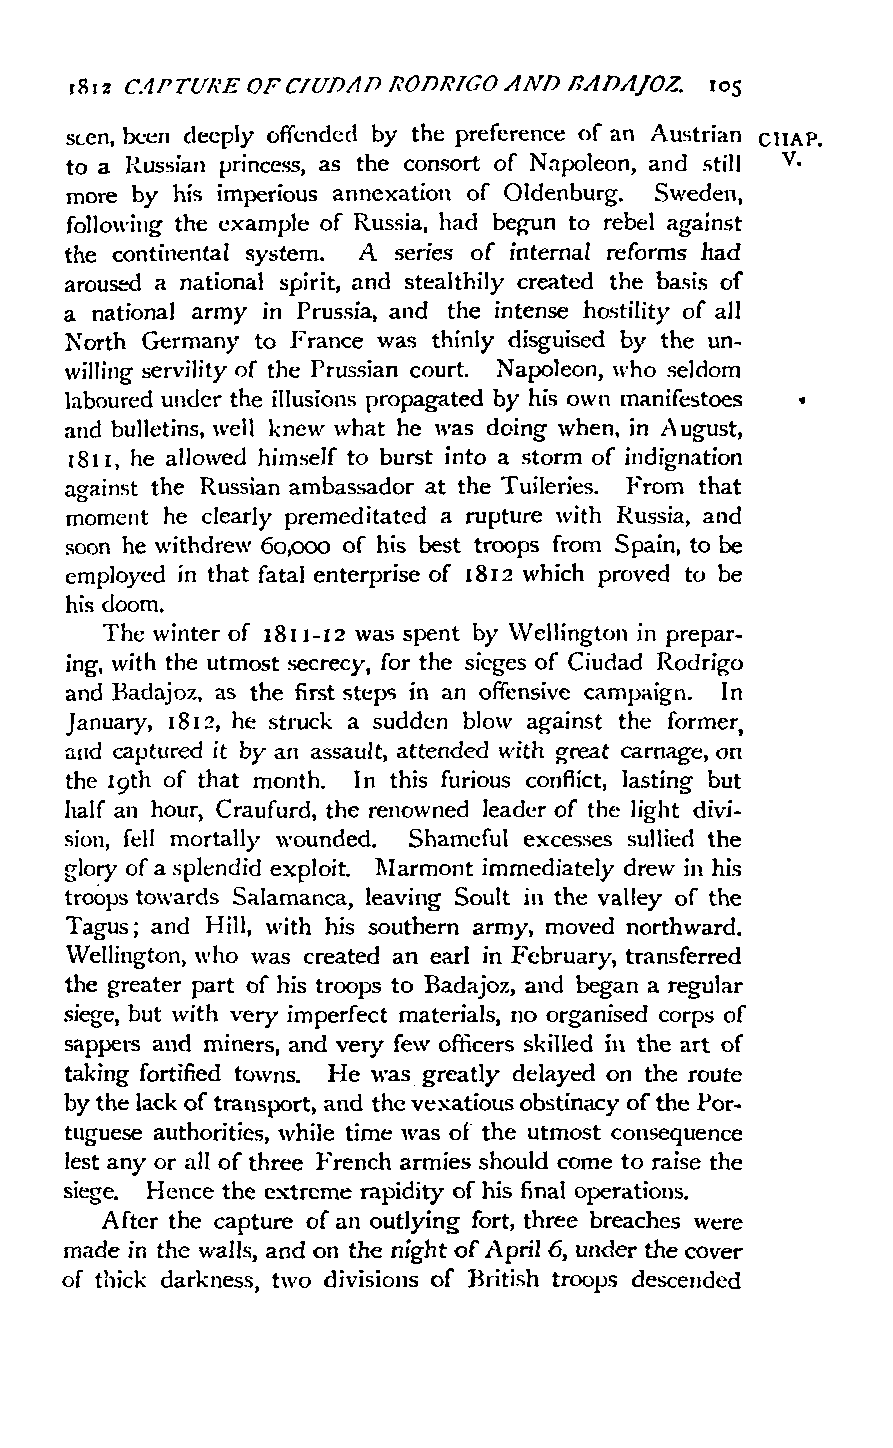 1812 CAPTURE OF CIUDAD RODRIGO AND BADAJOZ. 105
seen, been deeply offended by the preference of an Austrian CHAP.
to a Russian princess, as the consort of Napoleon, and still V.
more by his imperious annexation of Oldenburg. Sweden,
following the example of Russia, had begun to rebel against
the continental system. A series of internal reforms had
aroused a national spirit, and stealthily created the basis of
a national army in Prussia, and the intense hostility of all
North Germany to France was thinly disguised by the un-
willing servility of the Prussian court. Napoleon, who seldom
laboured under the illusions propagated by his own manifestoes
and bulletins, well knew what he was doing when, in August,
1811, he allowed himself to burst into a storm of indignation
against the Russian ambassador at the Tuileries. From that
moment he clearly premeditated a rupture with Russia, and
soon he withdrew 60,000 of his best troops from Spain, to be
employed in that fatal enterprise of 1812 which proved to be
his doom.
The winter of 1811-12 was spent by Wellington in prepar-
ing, with the utmost secrecy, for the sieges of Ciudad Rodrigo
and Badajoz, as the first steps in an offensive campaign. In
January, 1812, he struck a sudden blow against the former,
and captured it by an assault, attended with great carnage, on
the 19th of that month. In this furious conflict, lasting but
half an hour, Craufurd, the renowned leader of the light divi-
sion, fell mortally wounded. Shameful excesses sullied the
glory of a splendid exploit. Marmont immediately drew in his
troops towards Salamanca, leaving Soult in the valley of the
Tagus; and Hill, with his southern army, moved northward.
Wellington, who was created an earl in February, transferred
the greater part of his troops to Badajoz, and began a regular
siege, but with very imperfect materials, no organised corps of
sappers and miners, and very few officers skilled in the art of
taking fortified towns. He was greatly delayed on the route
by the lack of transport, and the vexatious obstinacy of the Por-
tuguese authorities, while time was of the utmost consequence
lest any or all of three French armies should come to raise the
siege. Hence the extreme rapidity of his final operations.
After the capture of an outlying fort, three breaches were
made in the walls, and on the night of April 6, under the cover
of thick darkness, two divisions of British troops descended